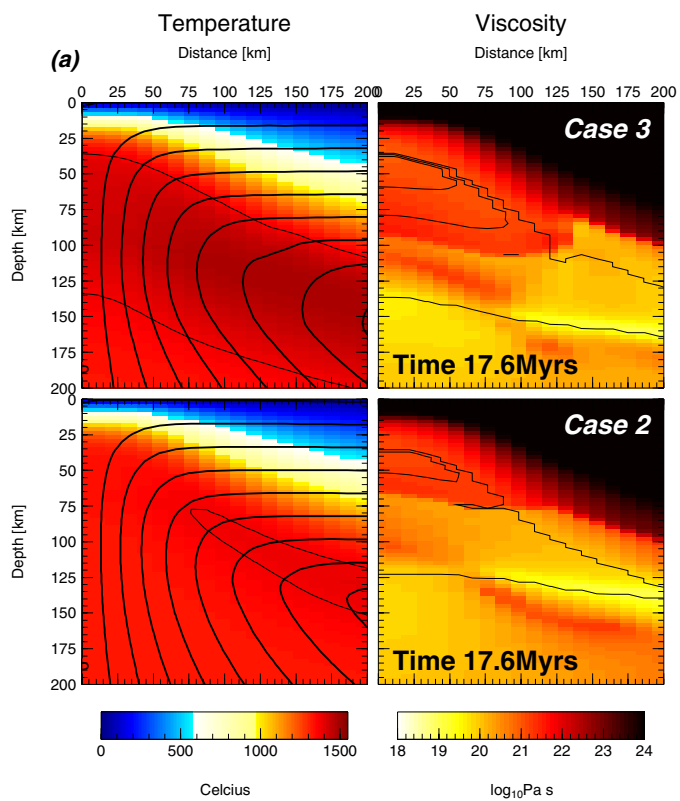 Temperature
Viscosity
(a)
Distance [km]
Distance [km]
0 25 50 75 100 125 150 175 200
0 25 50 75 100 125 150 175 200
0
25
50
75
100
125
150
175
200
Depth [km]
Case 3
Time 17.6Myrs
0
25
50
75
100
125
150
175
200
Depth [km]
Case 2
Time 17.6Myrs
0 500 1000 1500
Celcius
18 19 20 21 22 23 24
log₁₀Pa s